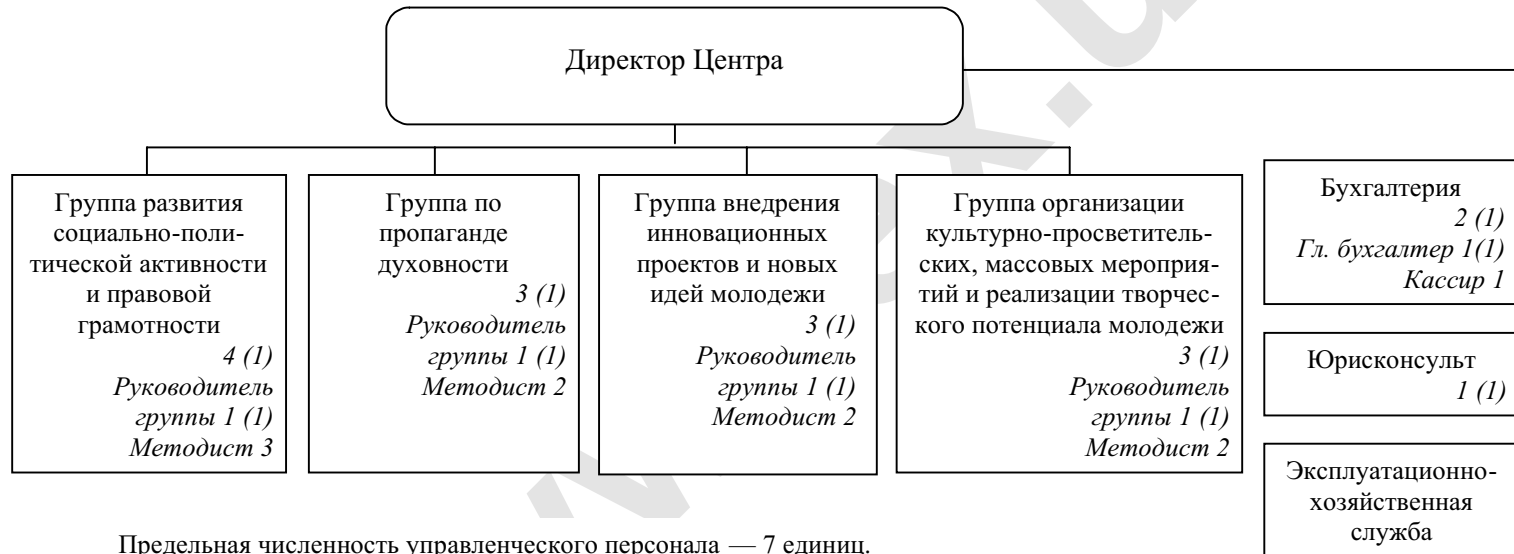 Директор Центра
Группа развития
социально-поли-
тической активности
и правовой
грамотности
4 (1)
Руководитель
группы 1 (1)
Методист 3
Группа по
пропаганде
духовности
3 (1)
Руководитель
группы 1 (1)
Методист 2
Группа внедрения
инновационных
проектов и новых
идей молодежи
3 (1)
Руководитель
группы 1 (1)
Методист 2
Группа организации
культурно-просветитель-
ских, массовых мероприя-
тий и реализации творчес-
кого потенциала молодежи
3 (1)
Руководитель
группы 1 (1)
Методист 2
Бухгалтерия
2 (1)
Гл. бухгалтер 1(1)
Кассир 1
Юрисконсульт
1 (1)
Эксплуатационно-
хозяйственная
служба
Предельная численность управленческого персонала — 7 единиц.